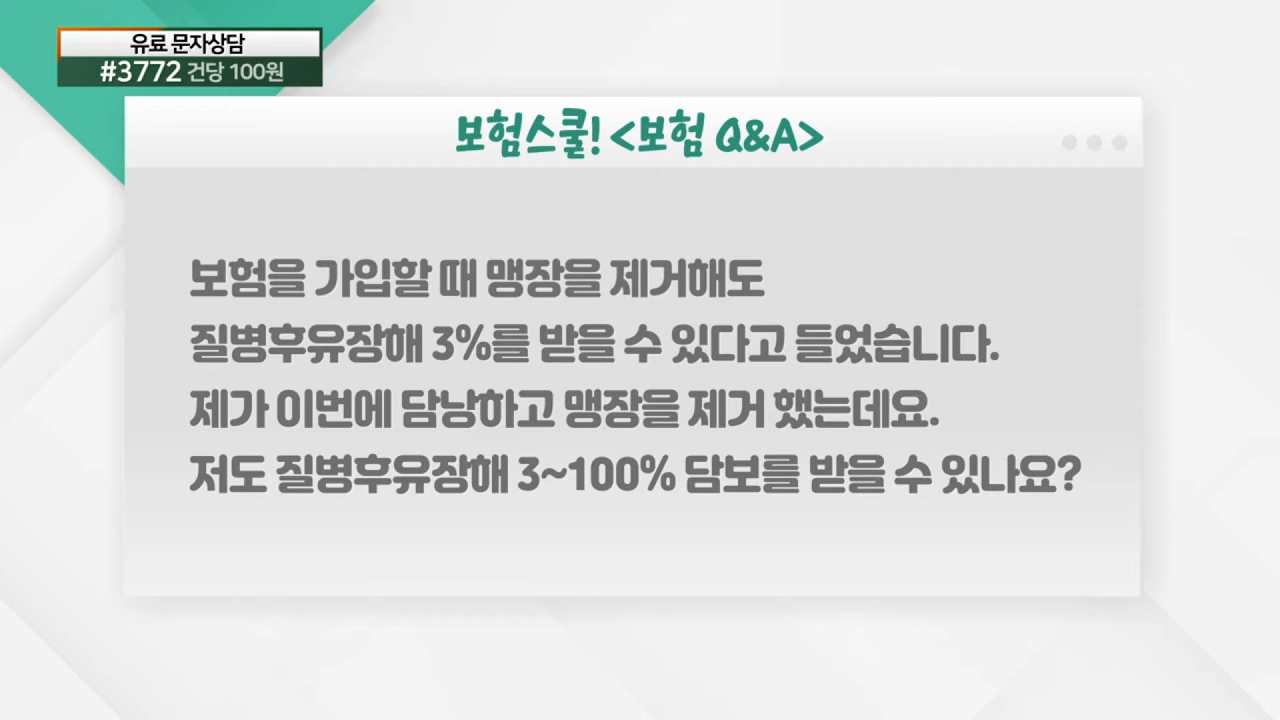 유료 문자상담
#3772 건당 100원
보험스쿨! <보험 Q&A>
보험을 가입할 때 맹장을 제거해도
질병후유장해 3%를 받을 수 있다고 들었습니다.
제가 이번에 담낭하고 맹장을 제거 했는데요.
저도 질병후유장해 3~100% 담보를 받을 수 있나요?